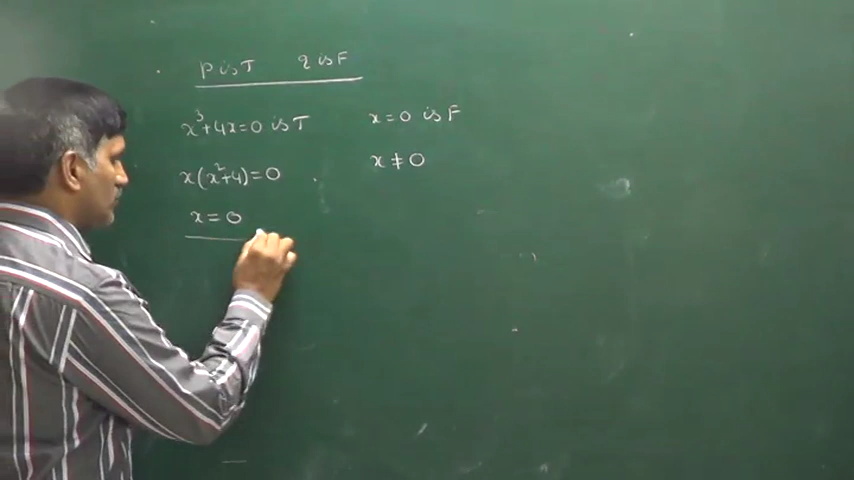 p is T    q is F
x³+4x=0 is T    x=0 is F
x(x²+4)=0    x≠0
x=0